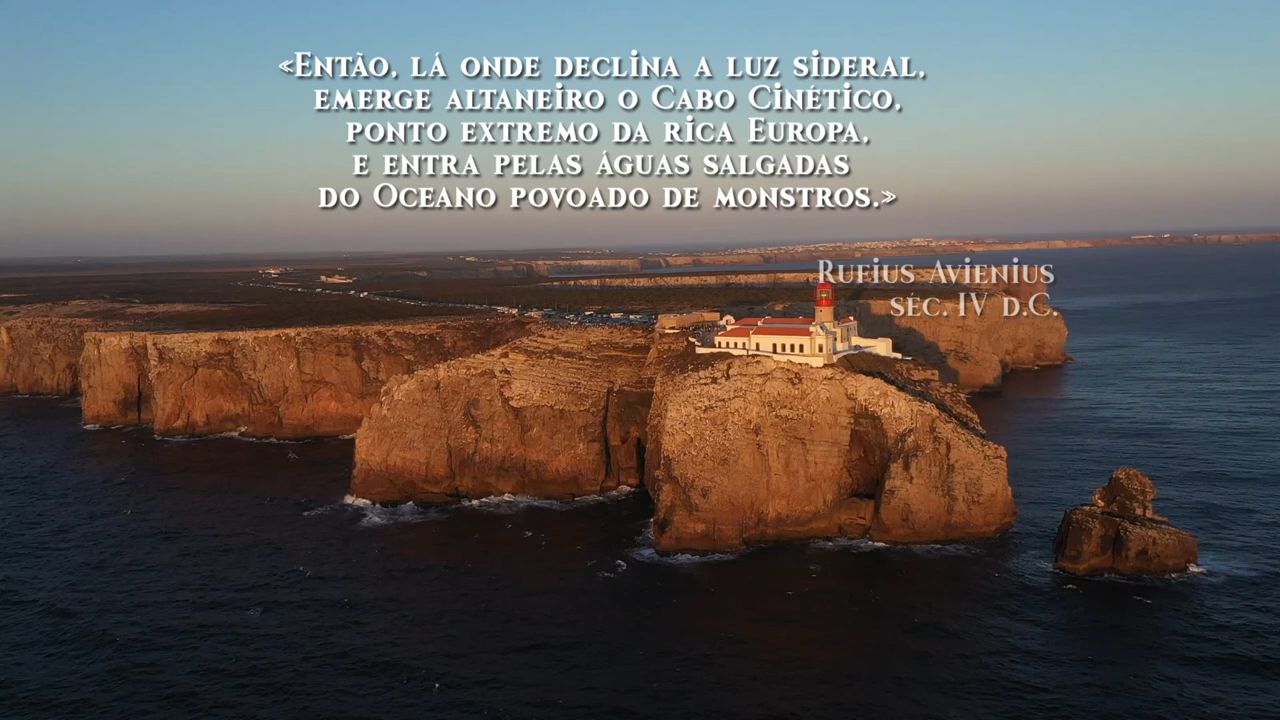 «Então, lá onde declina a luz sideral,
emerge altaneiro o Cabo Cinético,
ponto extremo da rica Europa,
e entra pelas águas salgadas
do Oceano povoado de monstros.»
Rufius Avienius
séc. IV d.C.